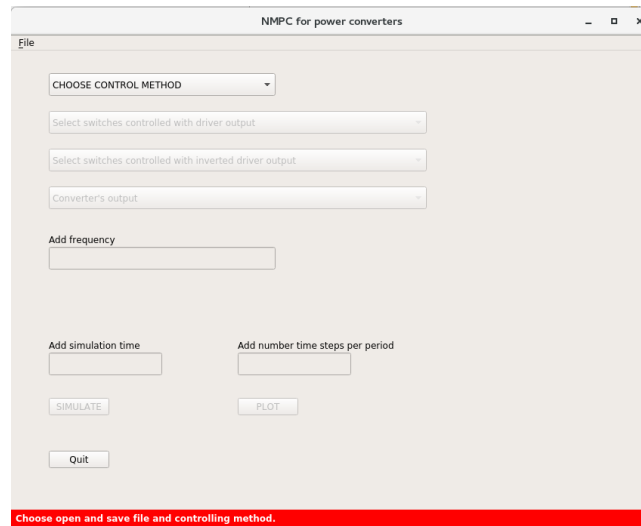 NMPC for power converters
File
CHOOSE CONTROL METHOD
Select switches controlled with driver output
Select switches controlled with inverted driver output
Converter's output
Add frequency
Add simulation time
Add number time steps per period
SIMULATE
PLOT
Quit
Choose open and save file and controlling method.